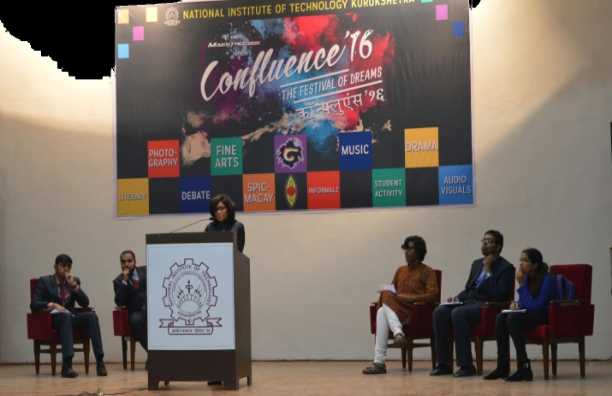 NATIONAL INSTITUTE OF TECHNOLOGY KURUKSHETRA
Confluence'16
THE FESTIVAL OF DREAMS
कॉन्फ्लुएंस'१६
PHOTO-
GRAPHY
FINE
ARTS
MUSIC
DRAMA
LITERARY
DEBATE
SPIC-
MACAY
INFORMALZ
STUDENT
ACTIVITY
AUDIO
VISUALS